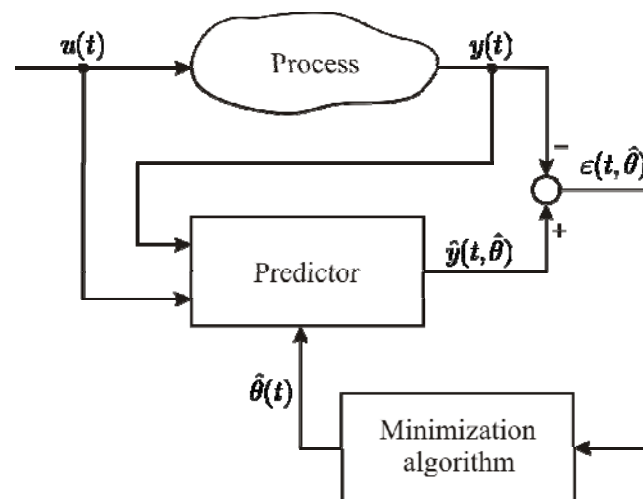 u(t)
Process
y(t)
−
ε(t, θ̂)
+
Predictor
ŷ(t, θ̂)
θ̂(t)
Minimization
algorithm